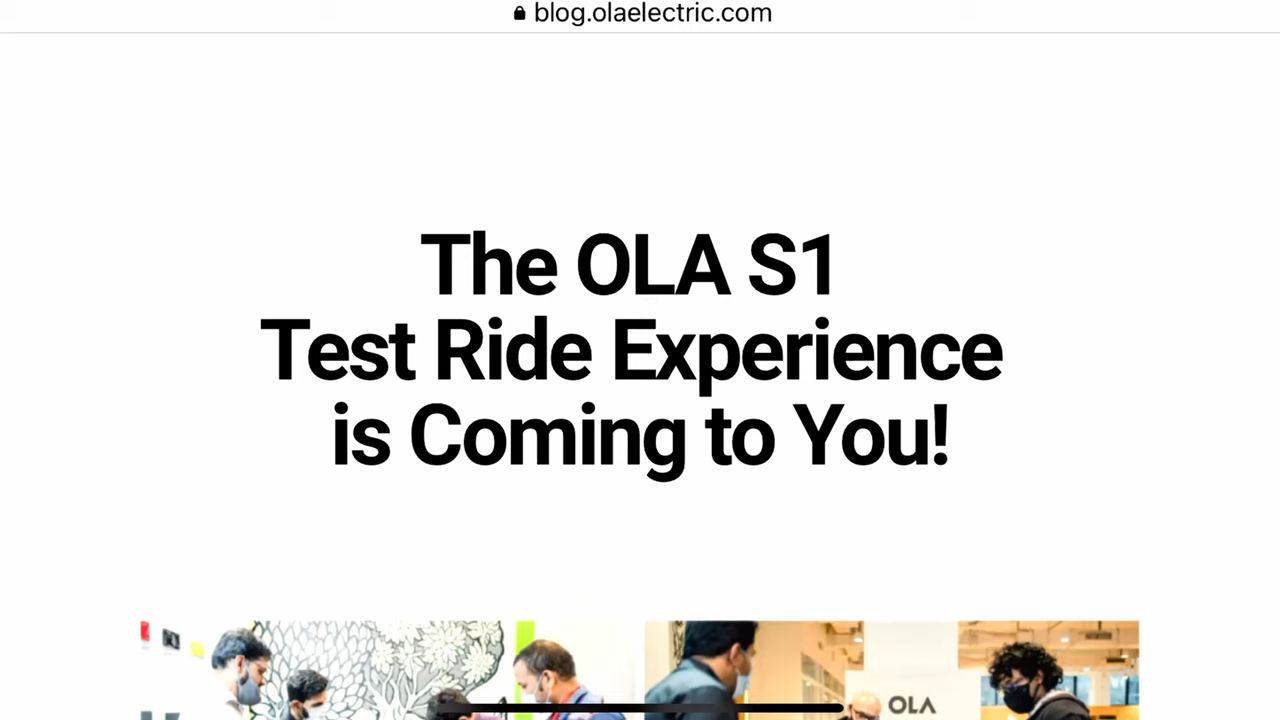 blog.olaelectric.com
The OLA S1
Test Ride Experience
is Coming to You!
OLA